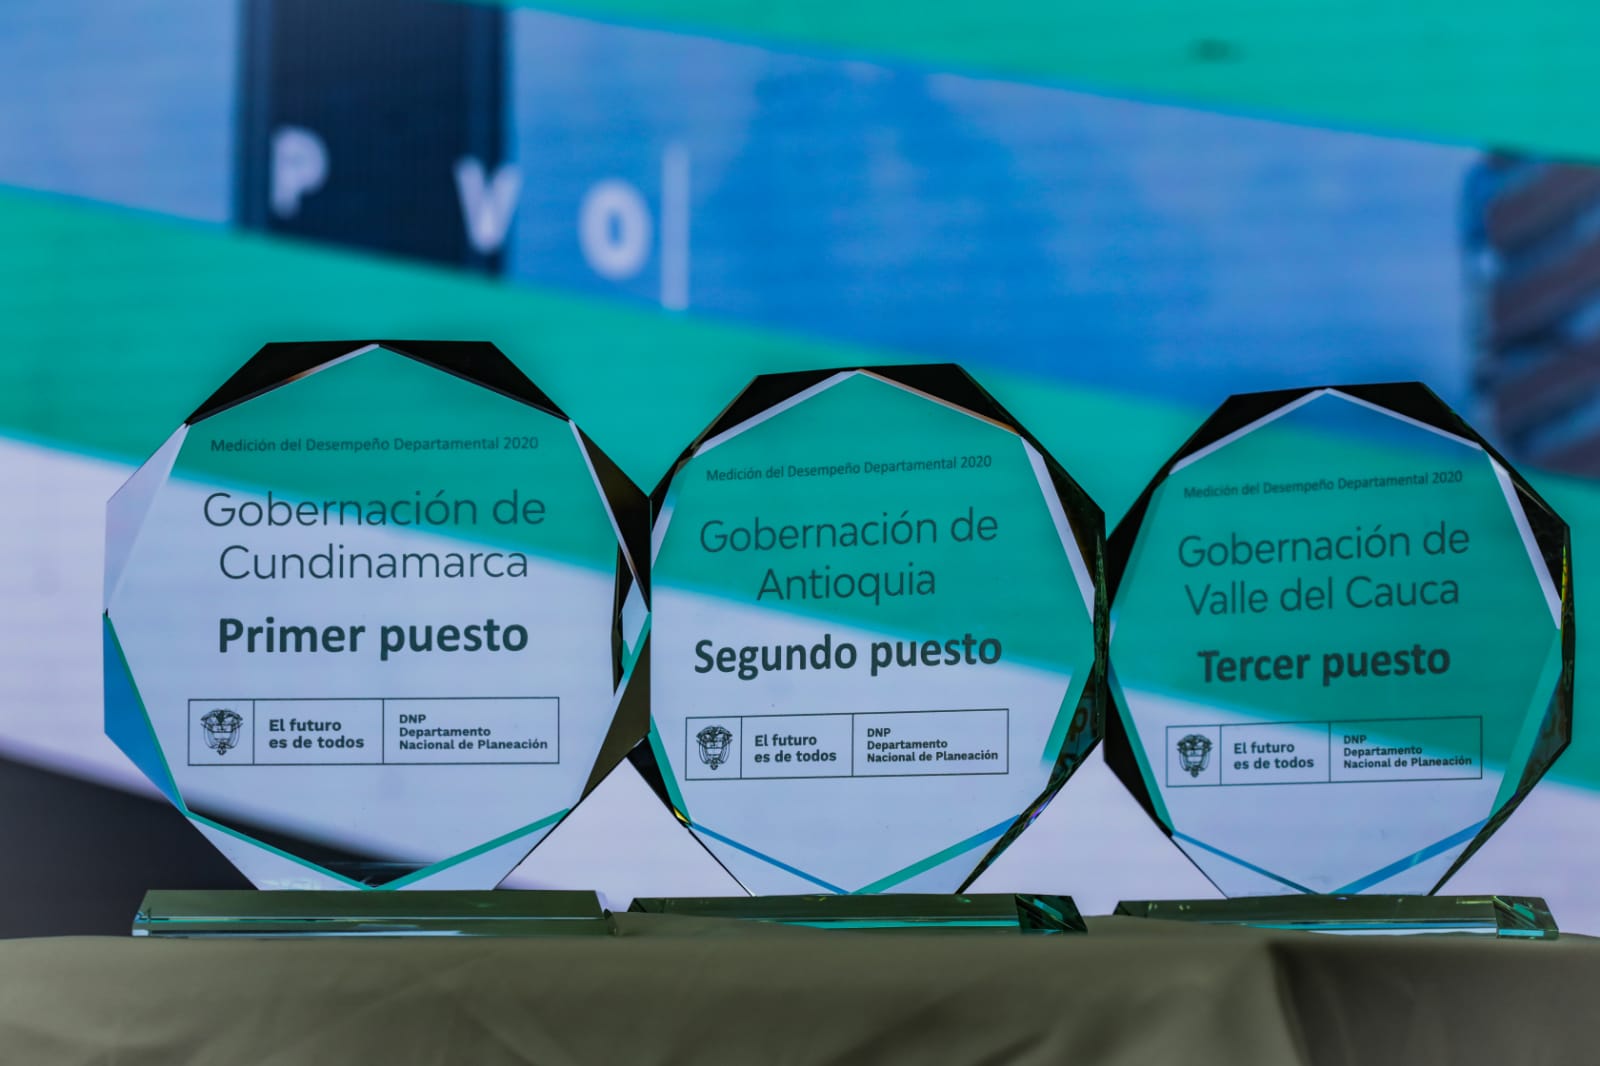 P VO
Medición del Desempeño Departamental 2020
Gobernación de
Cundinamarca
Primer puesto
El futuro
es de todos
DNP
Departamento
Nacional de Planeación
Medición del Desempeño Departamental 2020
Gobernación de
Antioquia
Segundo puesto
El futuro
es de todos
DNP
Departamento
Nacional de Planeación
Medición del Desempeño Departamental 2020
Gobernación de
Valle del Cauca
Tercer puesto
El futuro
es de todos
DNP
Departamento
Nacional de Planeación